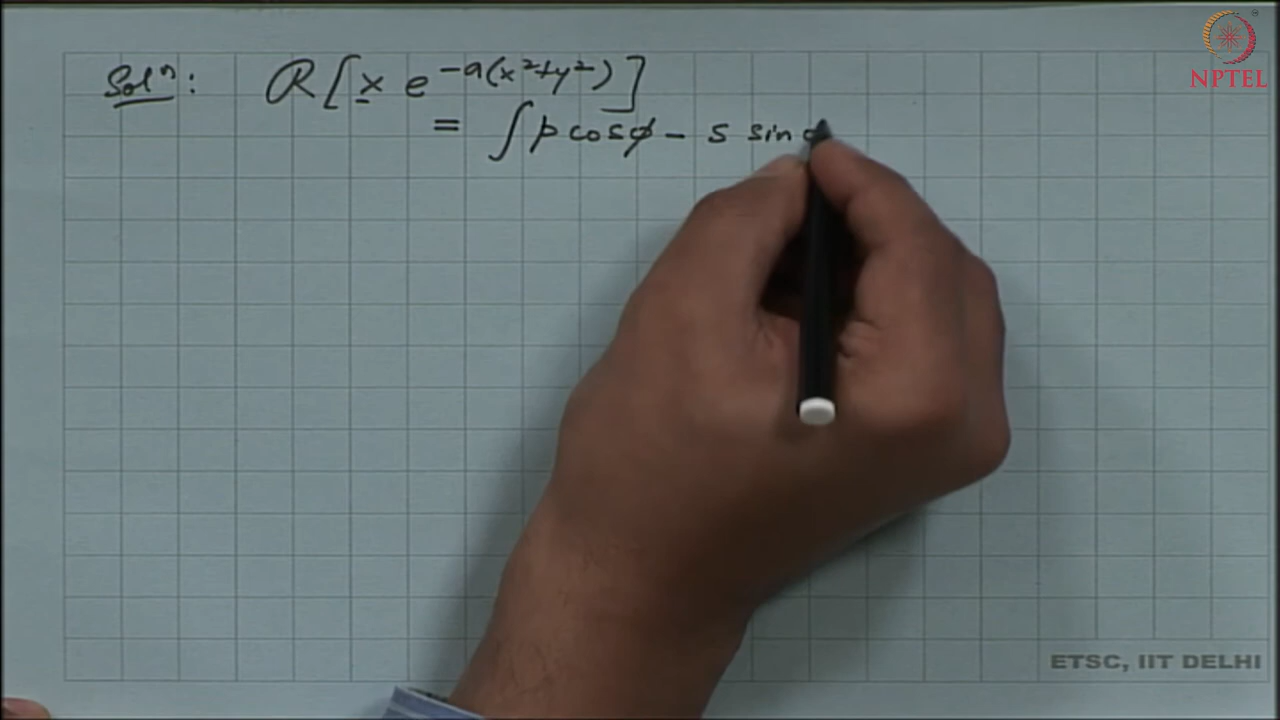 Solⁿ: R[x e^{-a(x²+y²)}]
= ∫ p cosϕ - s sin
NPTEL
ETSC, IIT DELHI